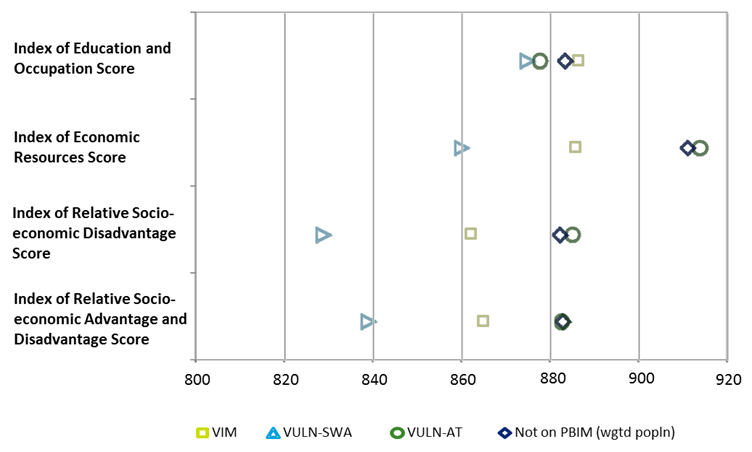 Index of Education and
Occupation Score
Index of Economic
Resources Score
Index of Relative Socio-
economic Disadvantage
Score
Index of Relative Socio-
economic Advantage and
Disadvantage Score
800 820 840 860 880 900 920
VIM VULN-SWA VULN-AT Not on PBIM (wgtd popln)